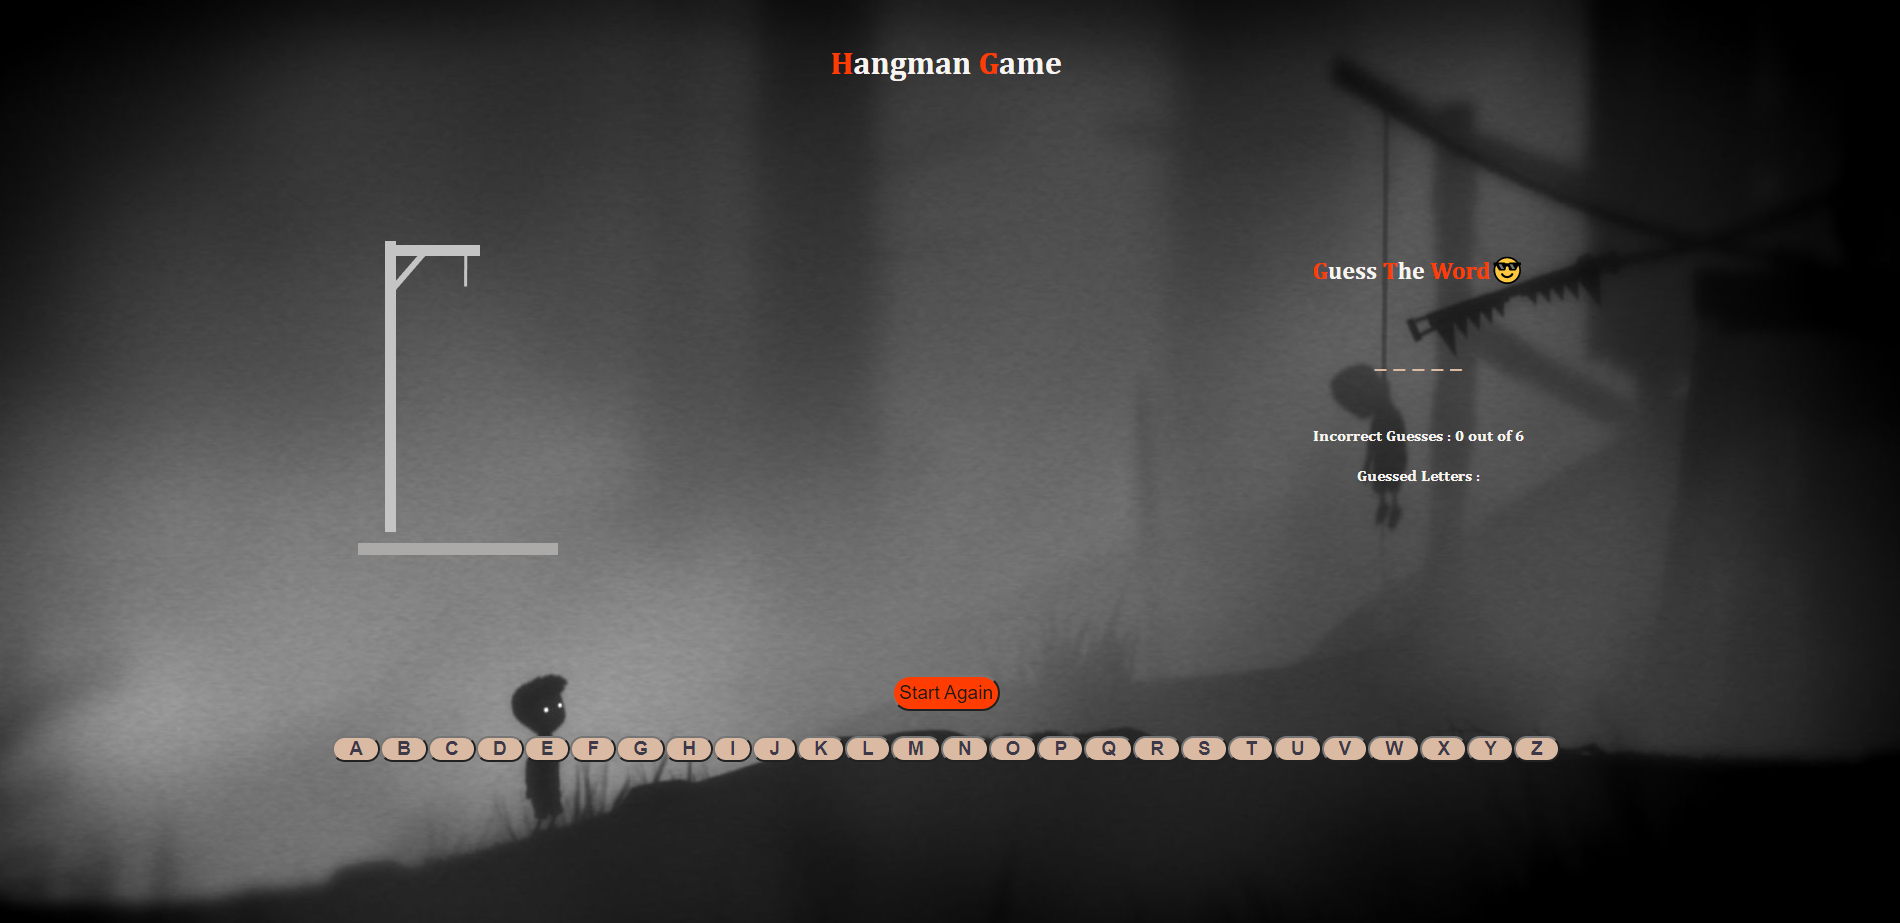 Hangman Game
Guess The Word😎
_ _ _ _ _
Incorrect Guesses : 0 out of 6
Guessed Letters :
Start Again
A B C D E F G H I J K L M N O P Q R S T U V W X Y Z